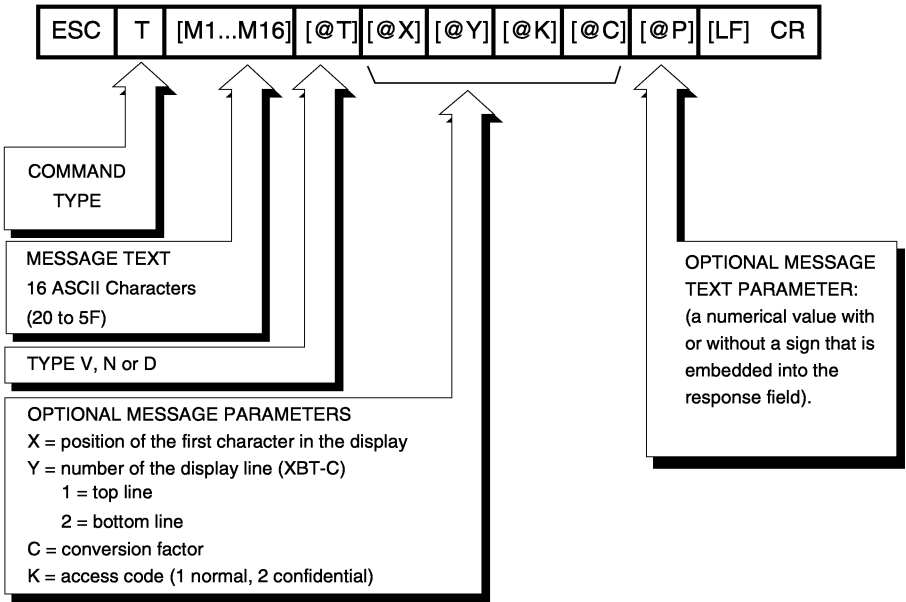 ESC T [M1...M16] [@T] [@X] [@Y] [@K] [@C] [@P] [LF] CR
COMMAND
TYPE
MESSAGE TEXT
16 ASCII Characters
(20 to 5F)
TYPE V, N or D
OPTIONAL MESSAGE PARAMETERS
X = position of the first character in the display
Y = number of the display line (XBT-C)
1 = top line
2 = bottom line
C = conversion factor
K = access code (1 normal, 2 confidential)
OPTIONAL MESSAGE
TEXT PARAMETER:
(a numerical value with
or without a sign that is
embedded into the
response field).